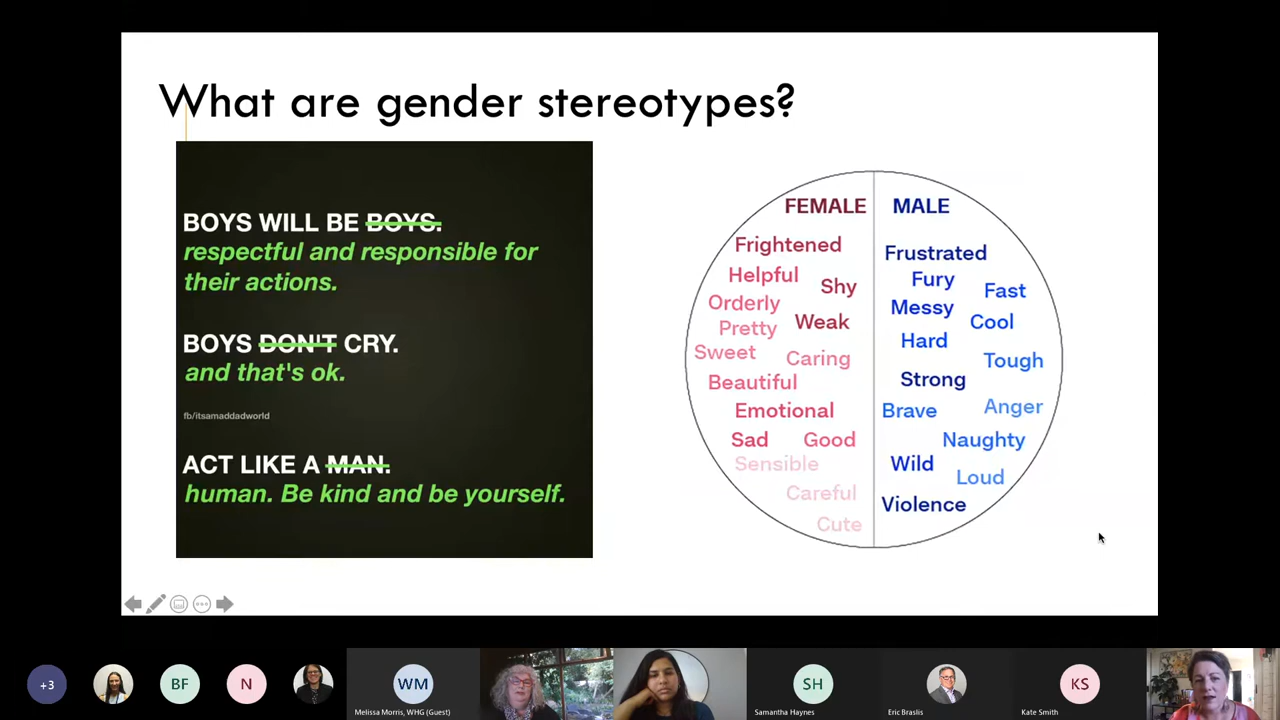 What are gender stereotypes?
BOYS WILL BE BOYS.
respectful and responsible for
their actions.
BOYS DON'T CRY.
and that's ok.
fb/itsamaddadworld
ACT LIKE A MAN.
human. Be kind and be yourself.
FEMALE
Frightened
Helpful
Shy
Orderly
Weak
Pretty
Sweet
Caring
Beautiful
Emotional
Sad
Good
Sensible
Careful
Cute
MALE
Frustrated
Fury
Fast
Messy
Cool
Hard
Tough
Strong
Brave
Anger
Naughty
Wild
Loud
Violence
+3
BF
N
WM
SH
KS
Melissa Morris, WHG (Guest)
Samantha Haynes
Eric Braslis
Kate Smith